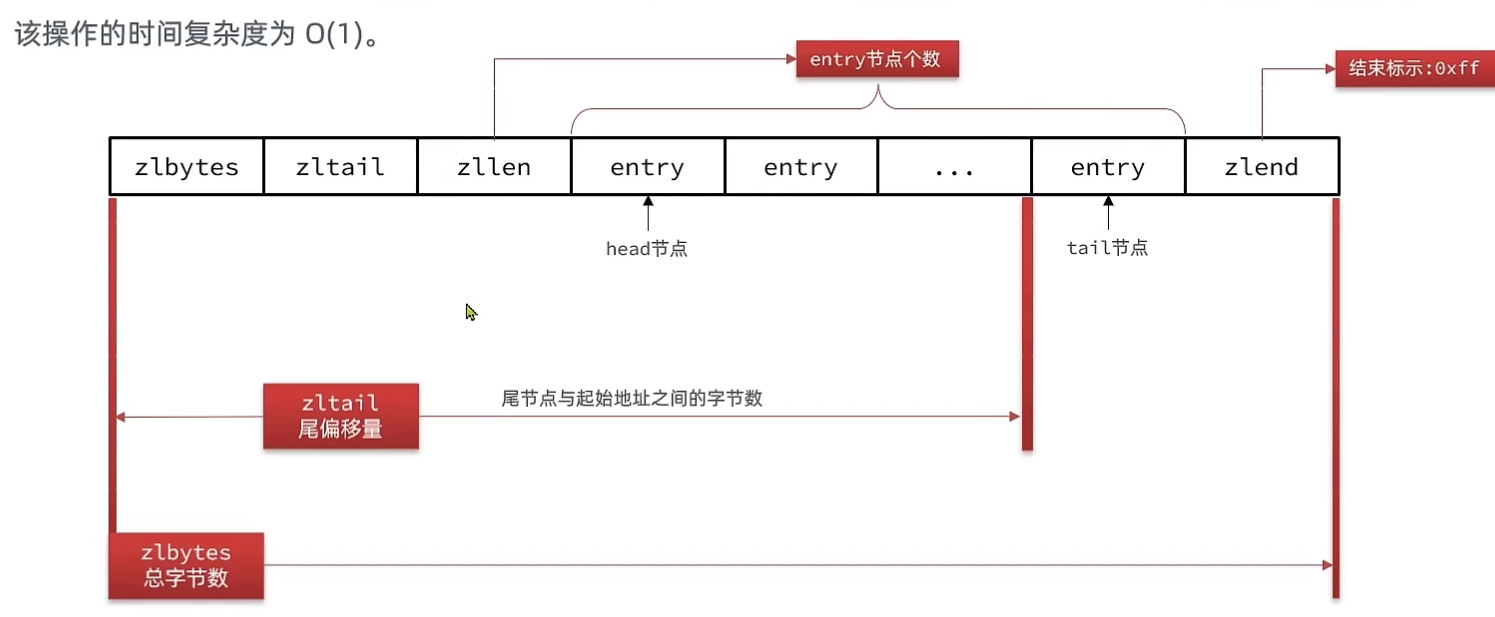 该操作的时间复杂度为 O(1)。
entry节点个数
结束标示:0xff
zlbytes zltail zllen entry entry ... entry zlend
head节点
tail节点
zltail
尾偏移量
尾节点与起始地址之间的字节数
zlbytes
总字节数